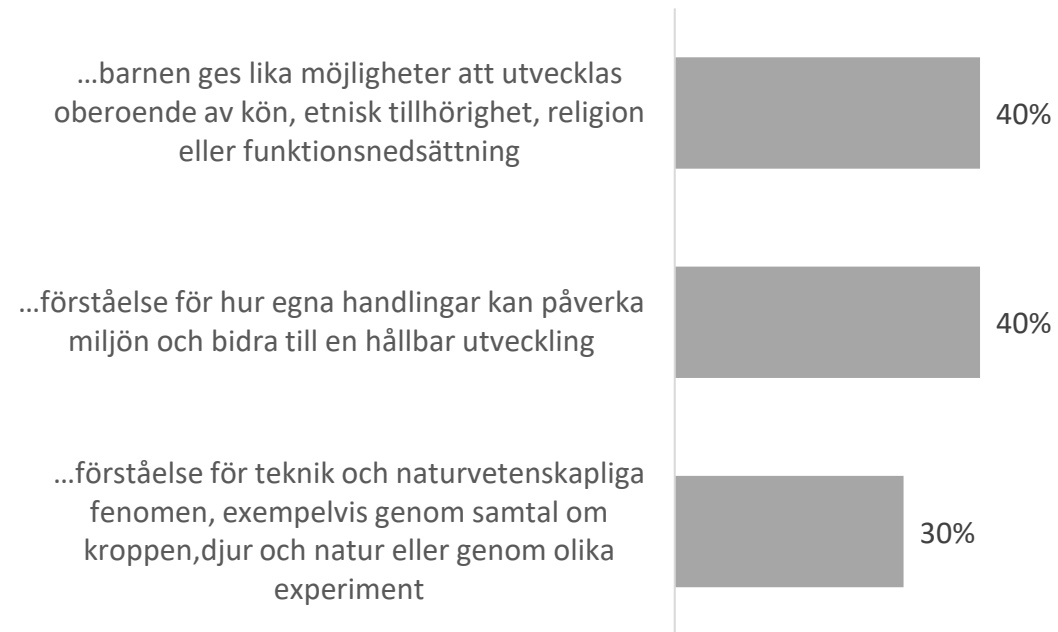 …barnen ges lika möjligheter att utvecklas
oberoende av kön, etnisk tillhörighet, religion
eller funktionsnedsättning
40%
…förståelse för hur egna handlingar kan påverka
miljön och bidra till en hållbar utveckling
40%
…förståelse för teknik och naturvetenskapliga
fenomen, exempelvis genom samtal om
kroppen,djur och natur eller genom olika
experiment
30%